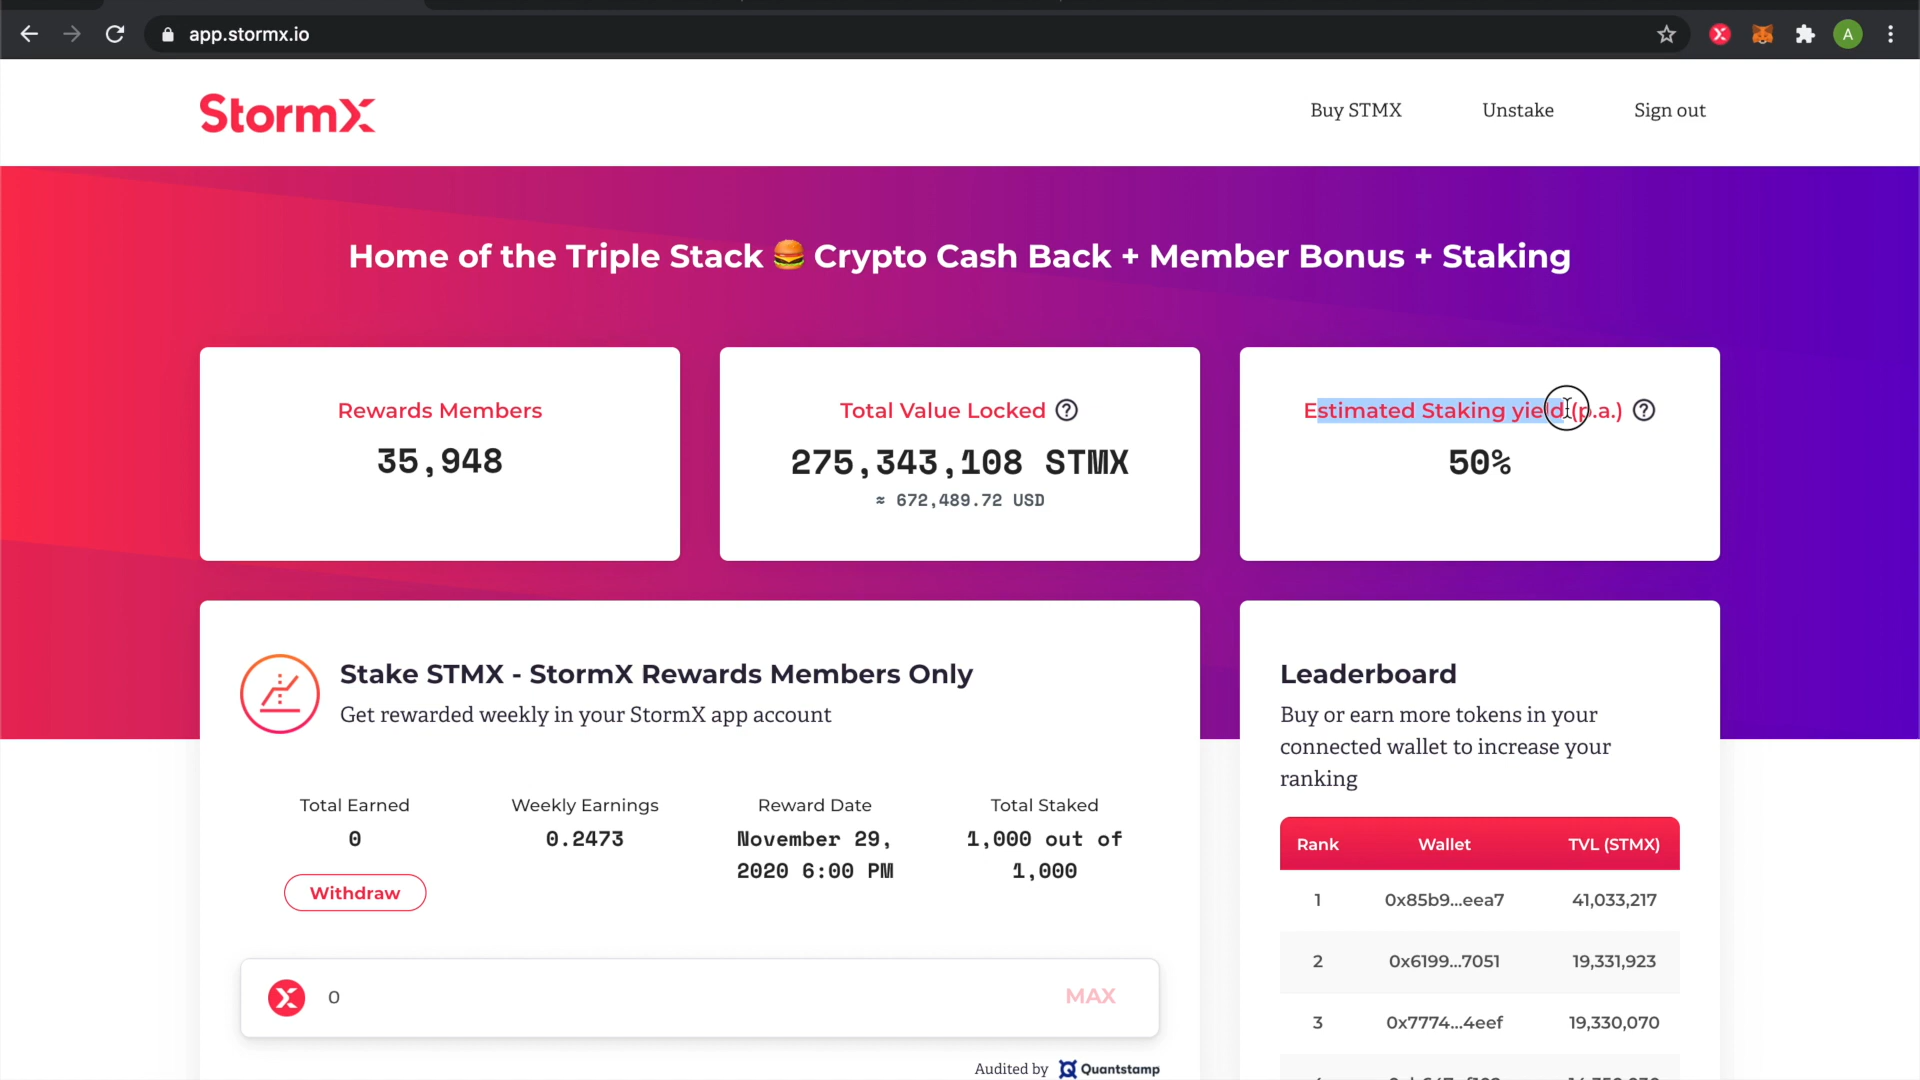 app.stormx.io
A
StormX
Buy STMX
Unstake
Sign out
Home of the Triple Stack 🍔 Crypto Cash Back + Member Bonus + Staking
Rewards Members
35,948
Total Value Locked ?
275,343,108 STMX
≈ 672,489.72 USD
Estimated Staking yield (p.a.) ?
50%
Stake STMX - StormX Rewards Members Only
Get rewarded weekly in your StormX app account
Total Earned
0
Withdraw
Weekly Earnings
0.2473
Reward Date
November 29,
2020 6:00 PM
Total Staked
1,000 out of
1,000
0
MAX
Audited by Quantstamp
Leaderboard
Buy or earn more tokens in your
connected wallet to increase your
ranking
Rank Wallet TVL (STMX)
1 0x85b9...eea7 41,033,217
2 0x6199...7051 19,331,923
3 0x7774...4eef 19,330,070